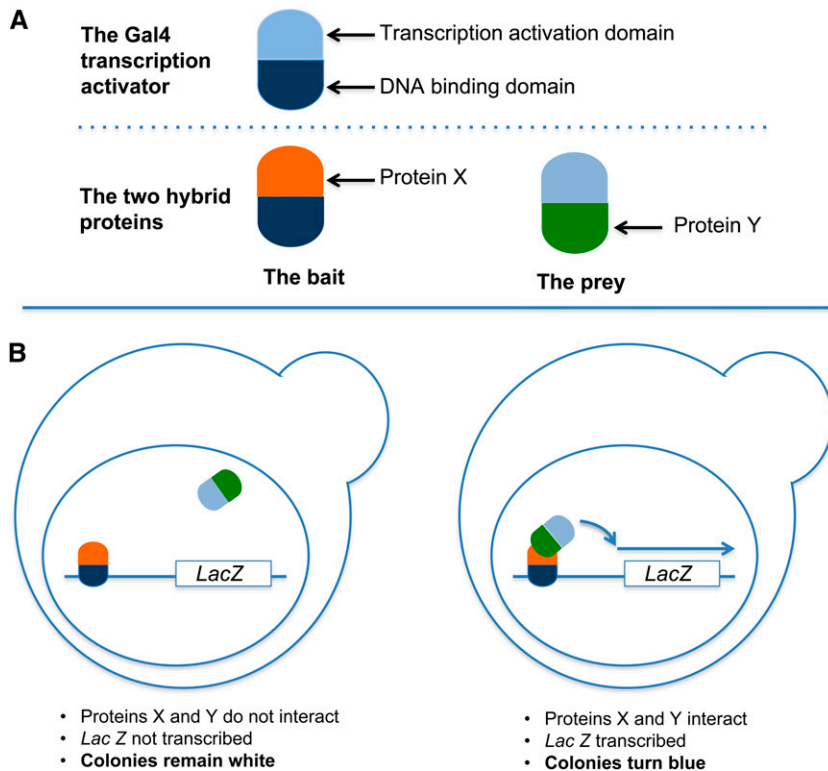 A
The Gal4
transcription
activator
Transcription activation domain
DNA binding domain
The two hybrid
proteins
Protein X
Protein Y
The bait
The prey
B
LacZ
• Proteins X and Y do not interact
• Lac Z not transcribed
• Colonies remain white
LacZ
• Proteins X and Y interact
• Lac Z transcribed
• Colonies turn blue